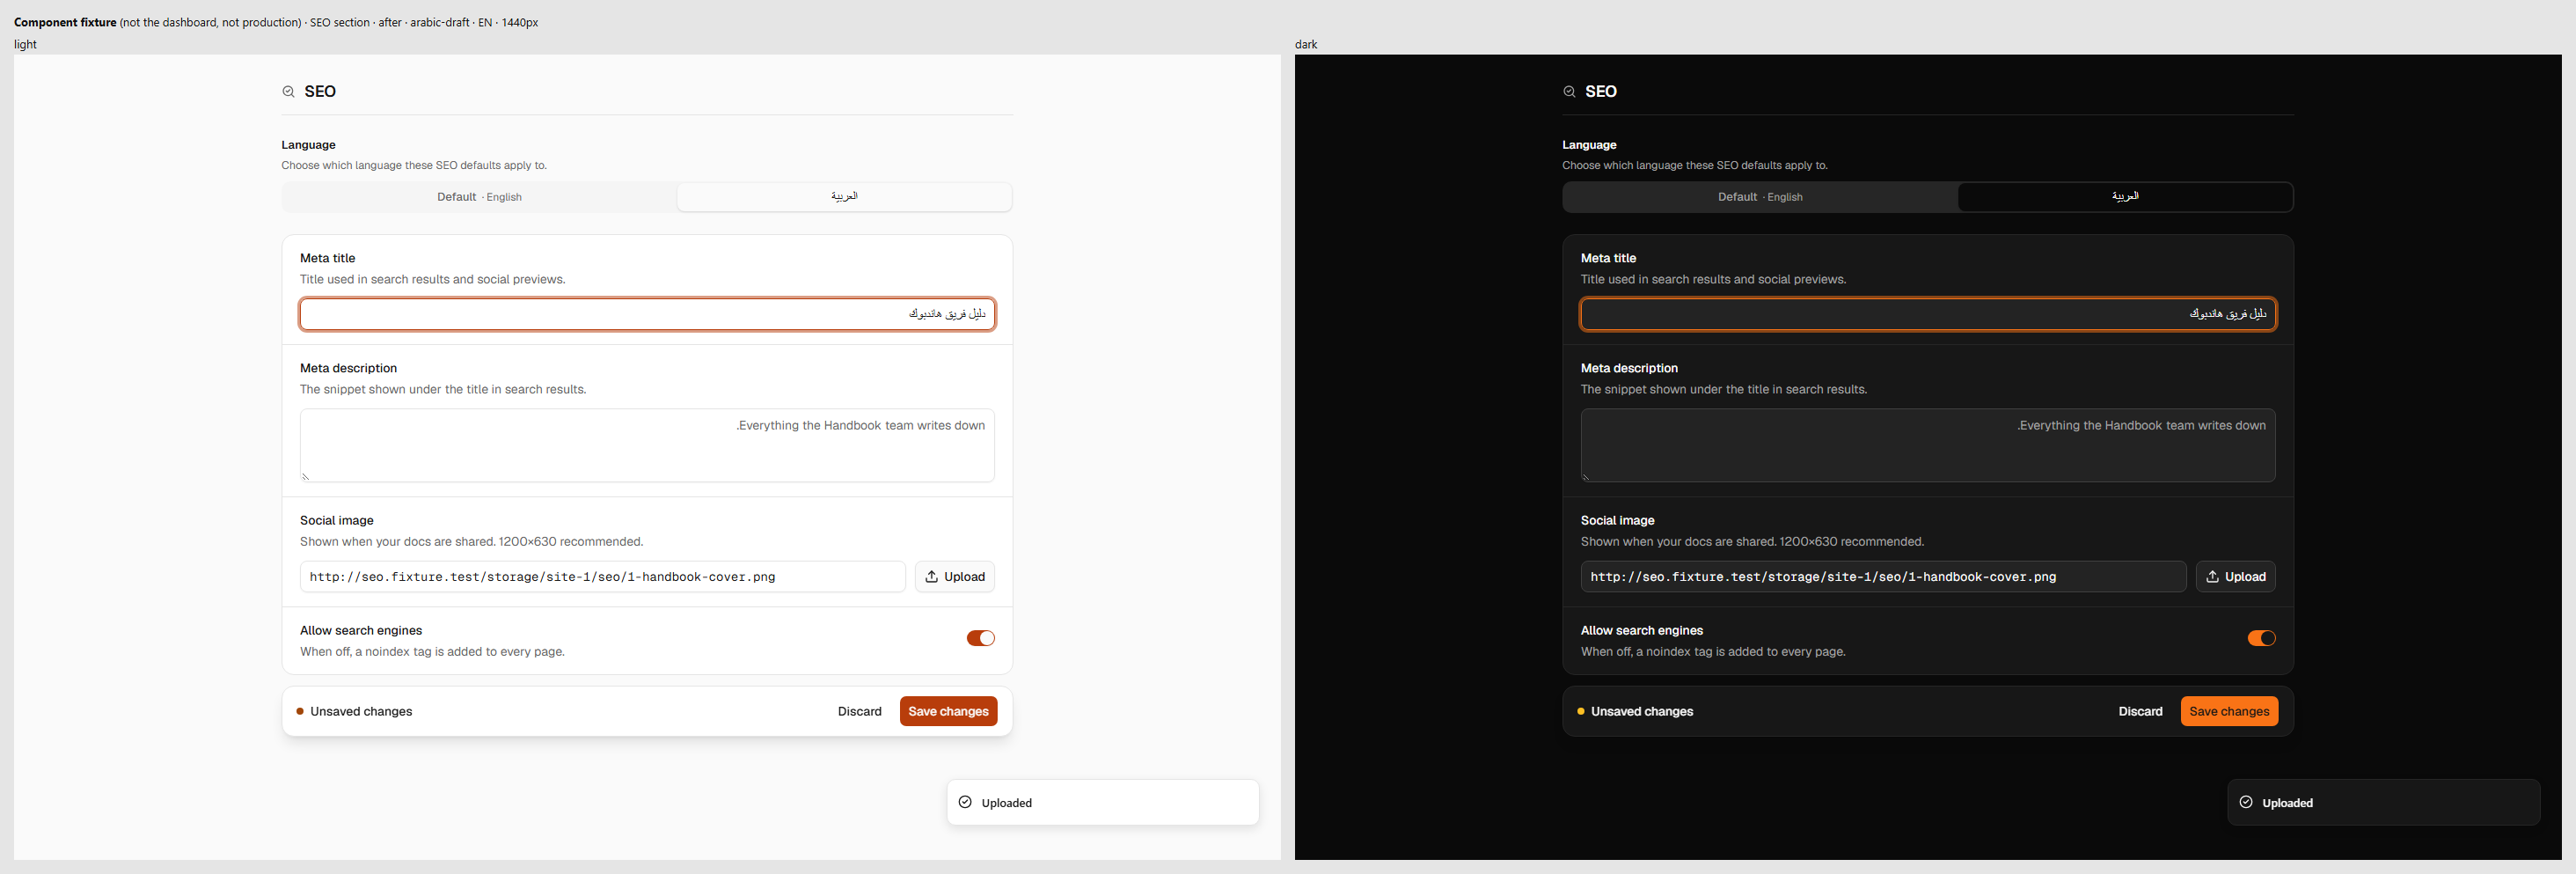 Component fixture (not the dashboard, not production) · SEO section · after · arabic-draft · EN · 1440px
light
SEO
Language
Choose which language these SEO defaults apply to.
Default · English
العربية
Meta title
Title used in search results and social previews.
دليل فريق هاندبوك
Meta description
The snippet shown under the title in search results.
.Everything the Handbook team writes down
Social image
Shown when your docs are shared. 1200×630 recommended.
http://seo.fixture.test/storage/site-1/seo/1-handbook-cover.png
Upload
Allow search engines
When off, a noindex tag is added to every page.
Unsaved changes
Discard
Save changes
Uploaded
dark
SEO
Language
Choose which language these SEO defaults apply to.
Default · English
العربية
Meta title
Title used in search results and social previews.
دليل فريق هاندبوك
Meta description
The snippet shown under the title in search results.
.Everything the Handbook team writes down
Social image
Shown when your docs are shared. 1200×630 recommended.
http://seo.fixture.test/storage/site-1/seo/1-handbook-cover.png
Upload
Allow search engines
When off, a noindex tag is added to every page.
Unsaved changes
Discard
Save changes
Uploaded